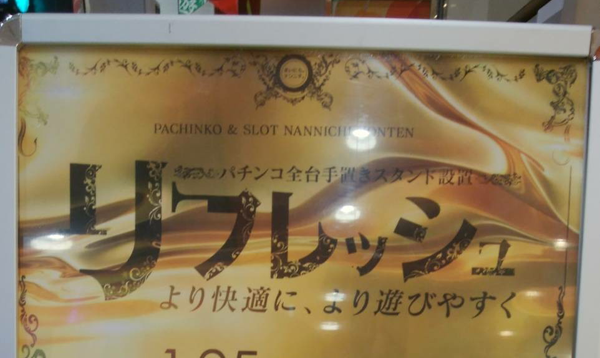 PACHINKO & SLOT NANNICHI HONTEN
パチンコ全台手置きスタンド設置
リフレッシュ
より快適に、より遊びやすく